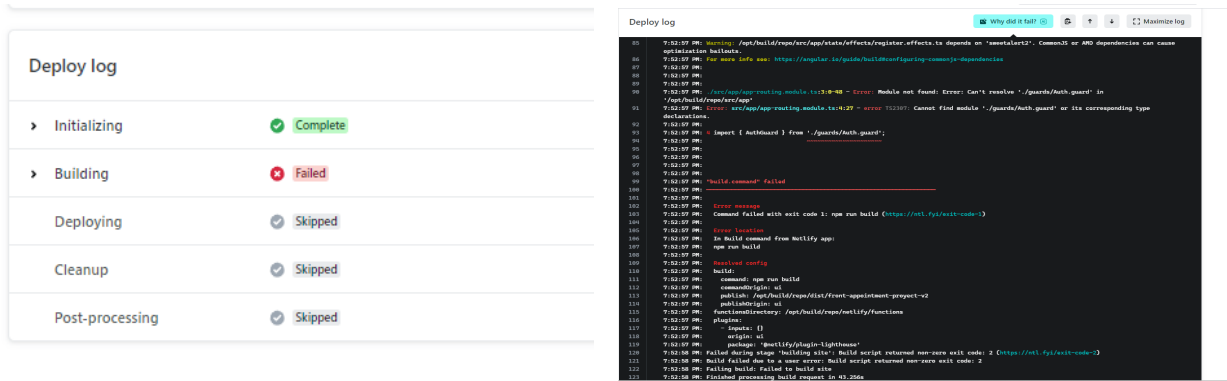 Deploy log
Initializing Complete
Building Failed
Deploying Skipped
Cleanup Skipped
Post-processing Skipped
Deploy log Why did it fail? Maximize log
85 7:52:57 PM: Warning: /opt/build/repo/src/app/state/effects/register.effects.ts depends on 'sweetalert2'. CommonJS or AMD dependencies can cause
optimization bailouts.
86 7:52:57 PM: For more info see: https://angular.io/guide/build#configuring-commonjs-dependencies
87 7:52:57 PM:
88 7:52:57 PM:
89 7:52:57 PM:
90 7:52:57 PM: ./src/app/app-routing.module.ts:3:0-48 - Error: Module not found: Error: Can't resolve './guards/Auth.guard' in
'/opt/build/repo/src/app'
91 7:52:57 PM: Error: src/app/app-routing.module.ts:4:27 - error TS2307: Cannot find module './guards/Auth.guard' or its corresponding type
declarations.
92 7:52:57 PM:
93 7:52:57 PM: 4 import { AuthGuard } from './guards/Auth.guard';
94 7:52:57 PM:
95 7:52:57 PM:
96 7:52:57 PM:
97 7:52:57 PM:
98 7:52:57 PM:
99 7:52:57 PM: "build.command" failed
100 7:52:57 PM:
101 7:52:57 PM:
102 7:52:57 PM: Error message
103 7:52:57 PM: Command failed with exit code 1: npm run build (https://ntl.fyi/exit-code-1)
104 7:52:57 PM:
105 7:52:57 PM: Error location
106 7:52:57 PM: In Build command from Netlify app:
107 7:52:57 PM: npm run build
108 7:52:57 PM:
109 7:52:57 PM: Resolved config
110 7:52:57 PM: build:
111 7:52:57 PM: command: npm run build
112 7:52:57 PM: commandOrigin: ui
113 7:52:57 PM: publish: /opt/build/repo/dist/front-appointment-proyect-v2
114 7:52:57 PM: publishOrigin: ui
115 7:52:57 PM: functionsDirectory: /opt/build/repo/netlify/functions
116 7:52:57 PM: plugins:
117 7:52:57 PM: - inputs: {}
118 7:52:57 PM: origin: ui
119 7:52:57 PM: package: '@netlify/plugin-lighthouse'
120 7:52:58 PM: Failed during stage 'building site': Build script returned non-zero exit code: 2 (https://ntl.fyi/exit-code-2)
121 7:52:58 PM: Build failed due to a user error: Build script returned non-zero exit code: 2
122 7:52:58 PM: Failing build: Failed to build site
123 7:52:58 PM: Finished processing build request in 43.256s